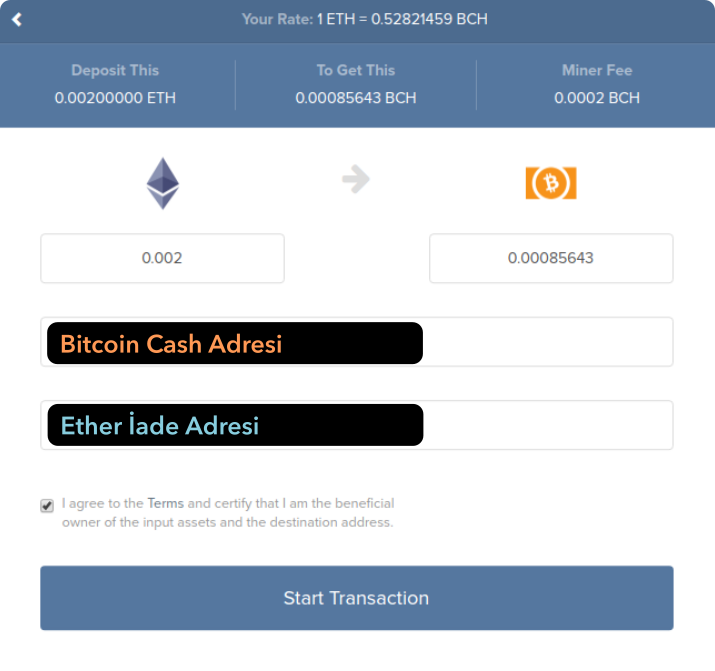 Your Rate: 1 ETH = 0.52821459 BCH
Deposit This
0.00200000 ETH
To Get This
0.00085643 BCH
Miner Fee
0.0002 BCH
0.002
0.00085643
Bitcoin Cash Adresi
Ether İade Adresi
I agree to the Terms and certify that I am the beneficial
owner of the input assets and the destination address.
Start Transaction